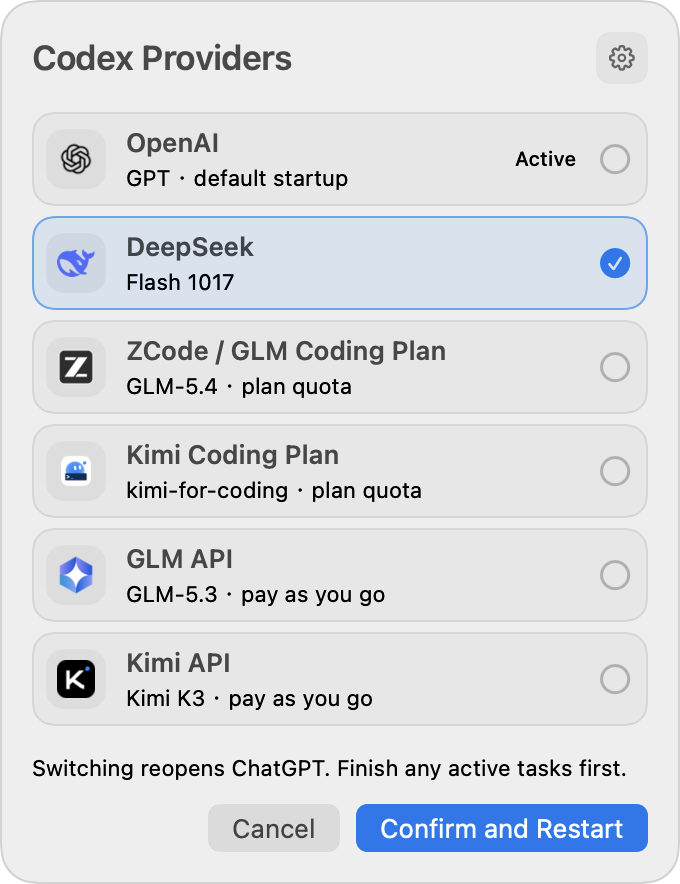 Codex Providers
OpenAI
GPT · default startup
Active
DeepSeek
Flash 1017
ZCode / GLM Coding Plan
GLM-5.4 · plan quota
Kimi Coding Plan
kimi-for-coding · plan quota
GLM API
GLM-5.3 · pay as you go
Kimi API
Kimi K3 · pay as you go
Switching reopens ChatGPT. Finish any active tasks first.
Cancel
Confirm and Restart